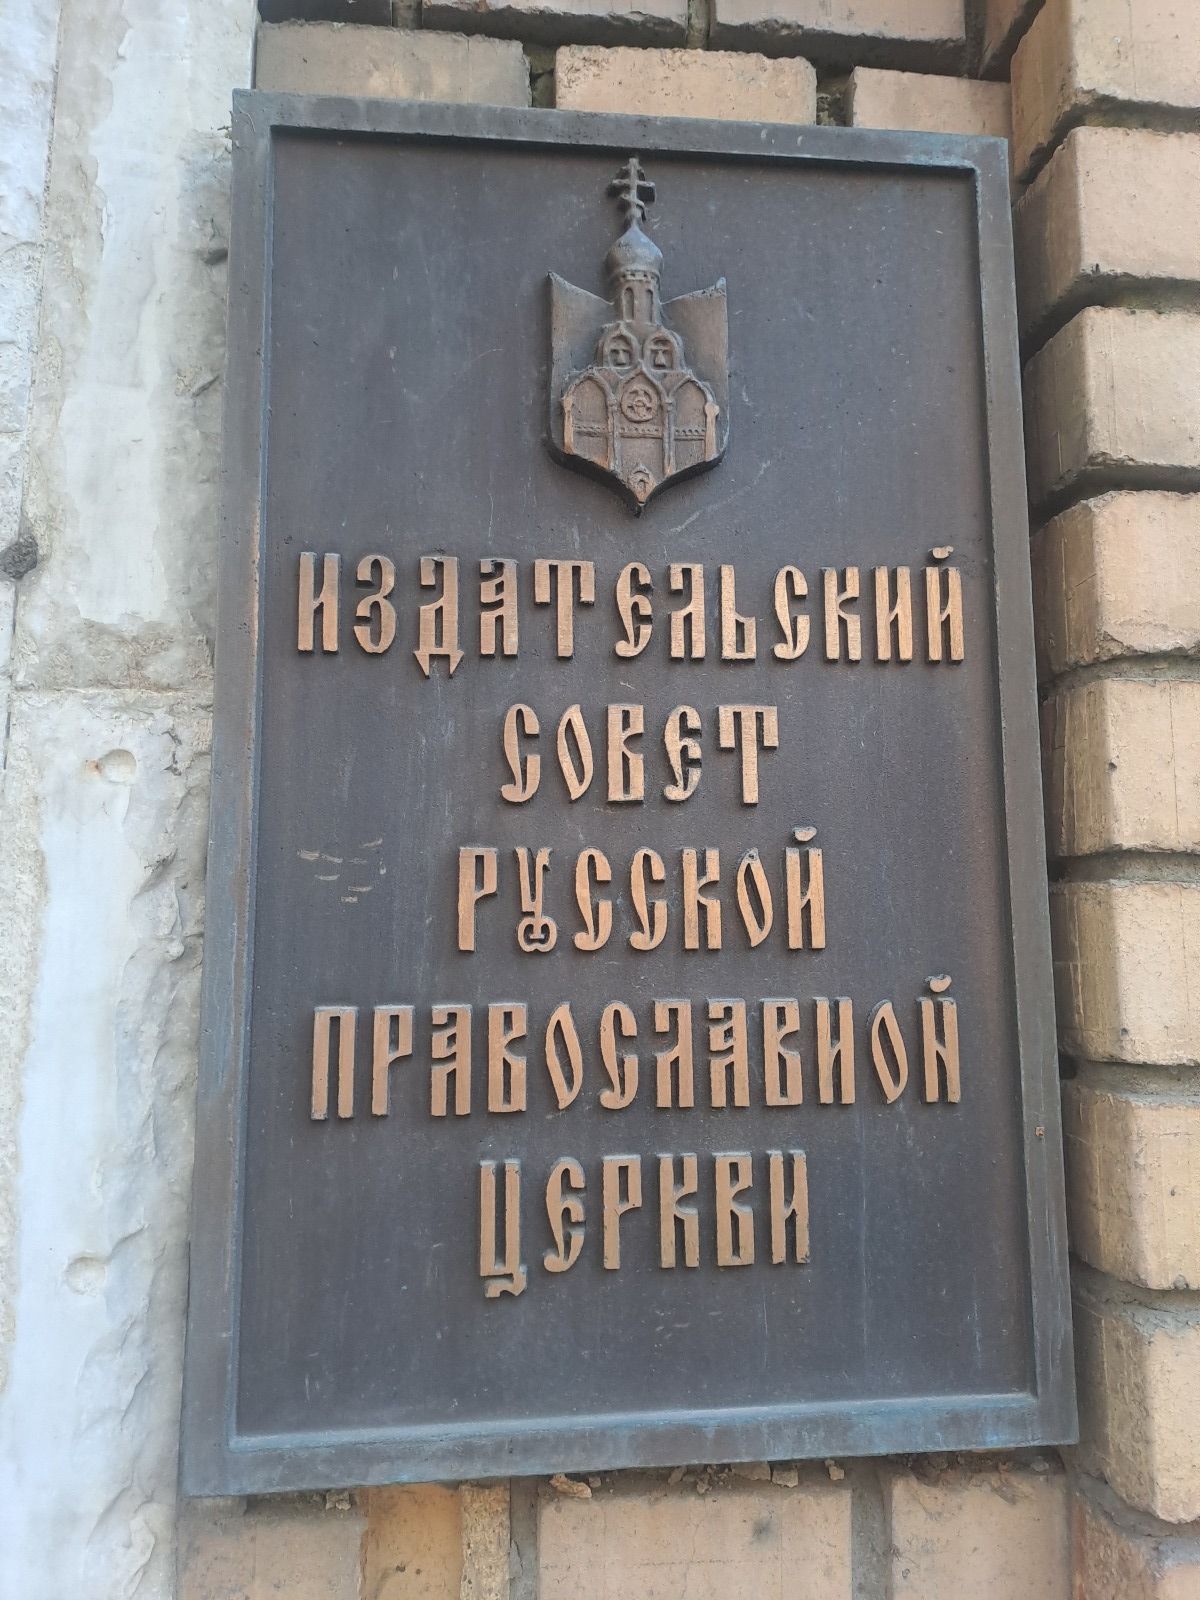 ИЗДАТЕЛЬСКИЙ
СОВЕТ
РУССКОЙ
ПРАВОСЛАВНОЙ
ЦЕРКВИ